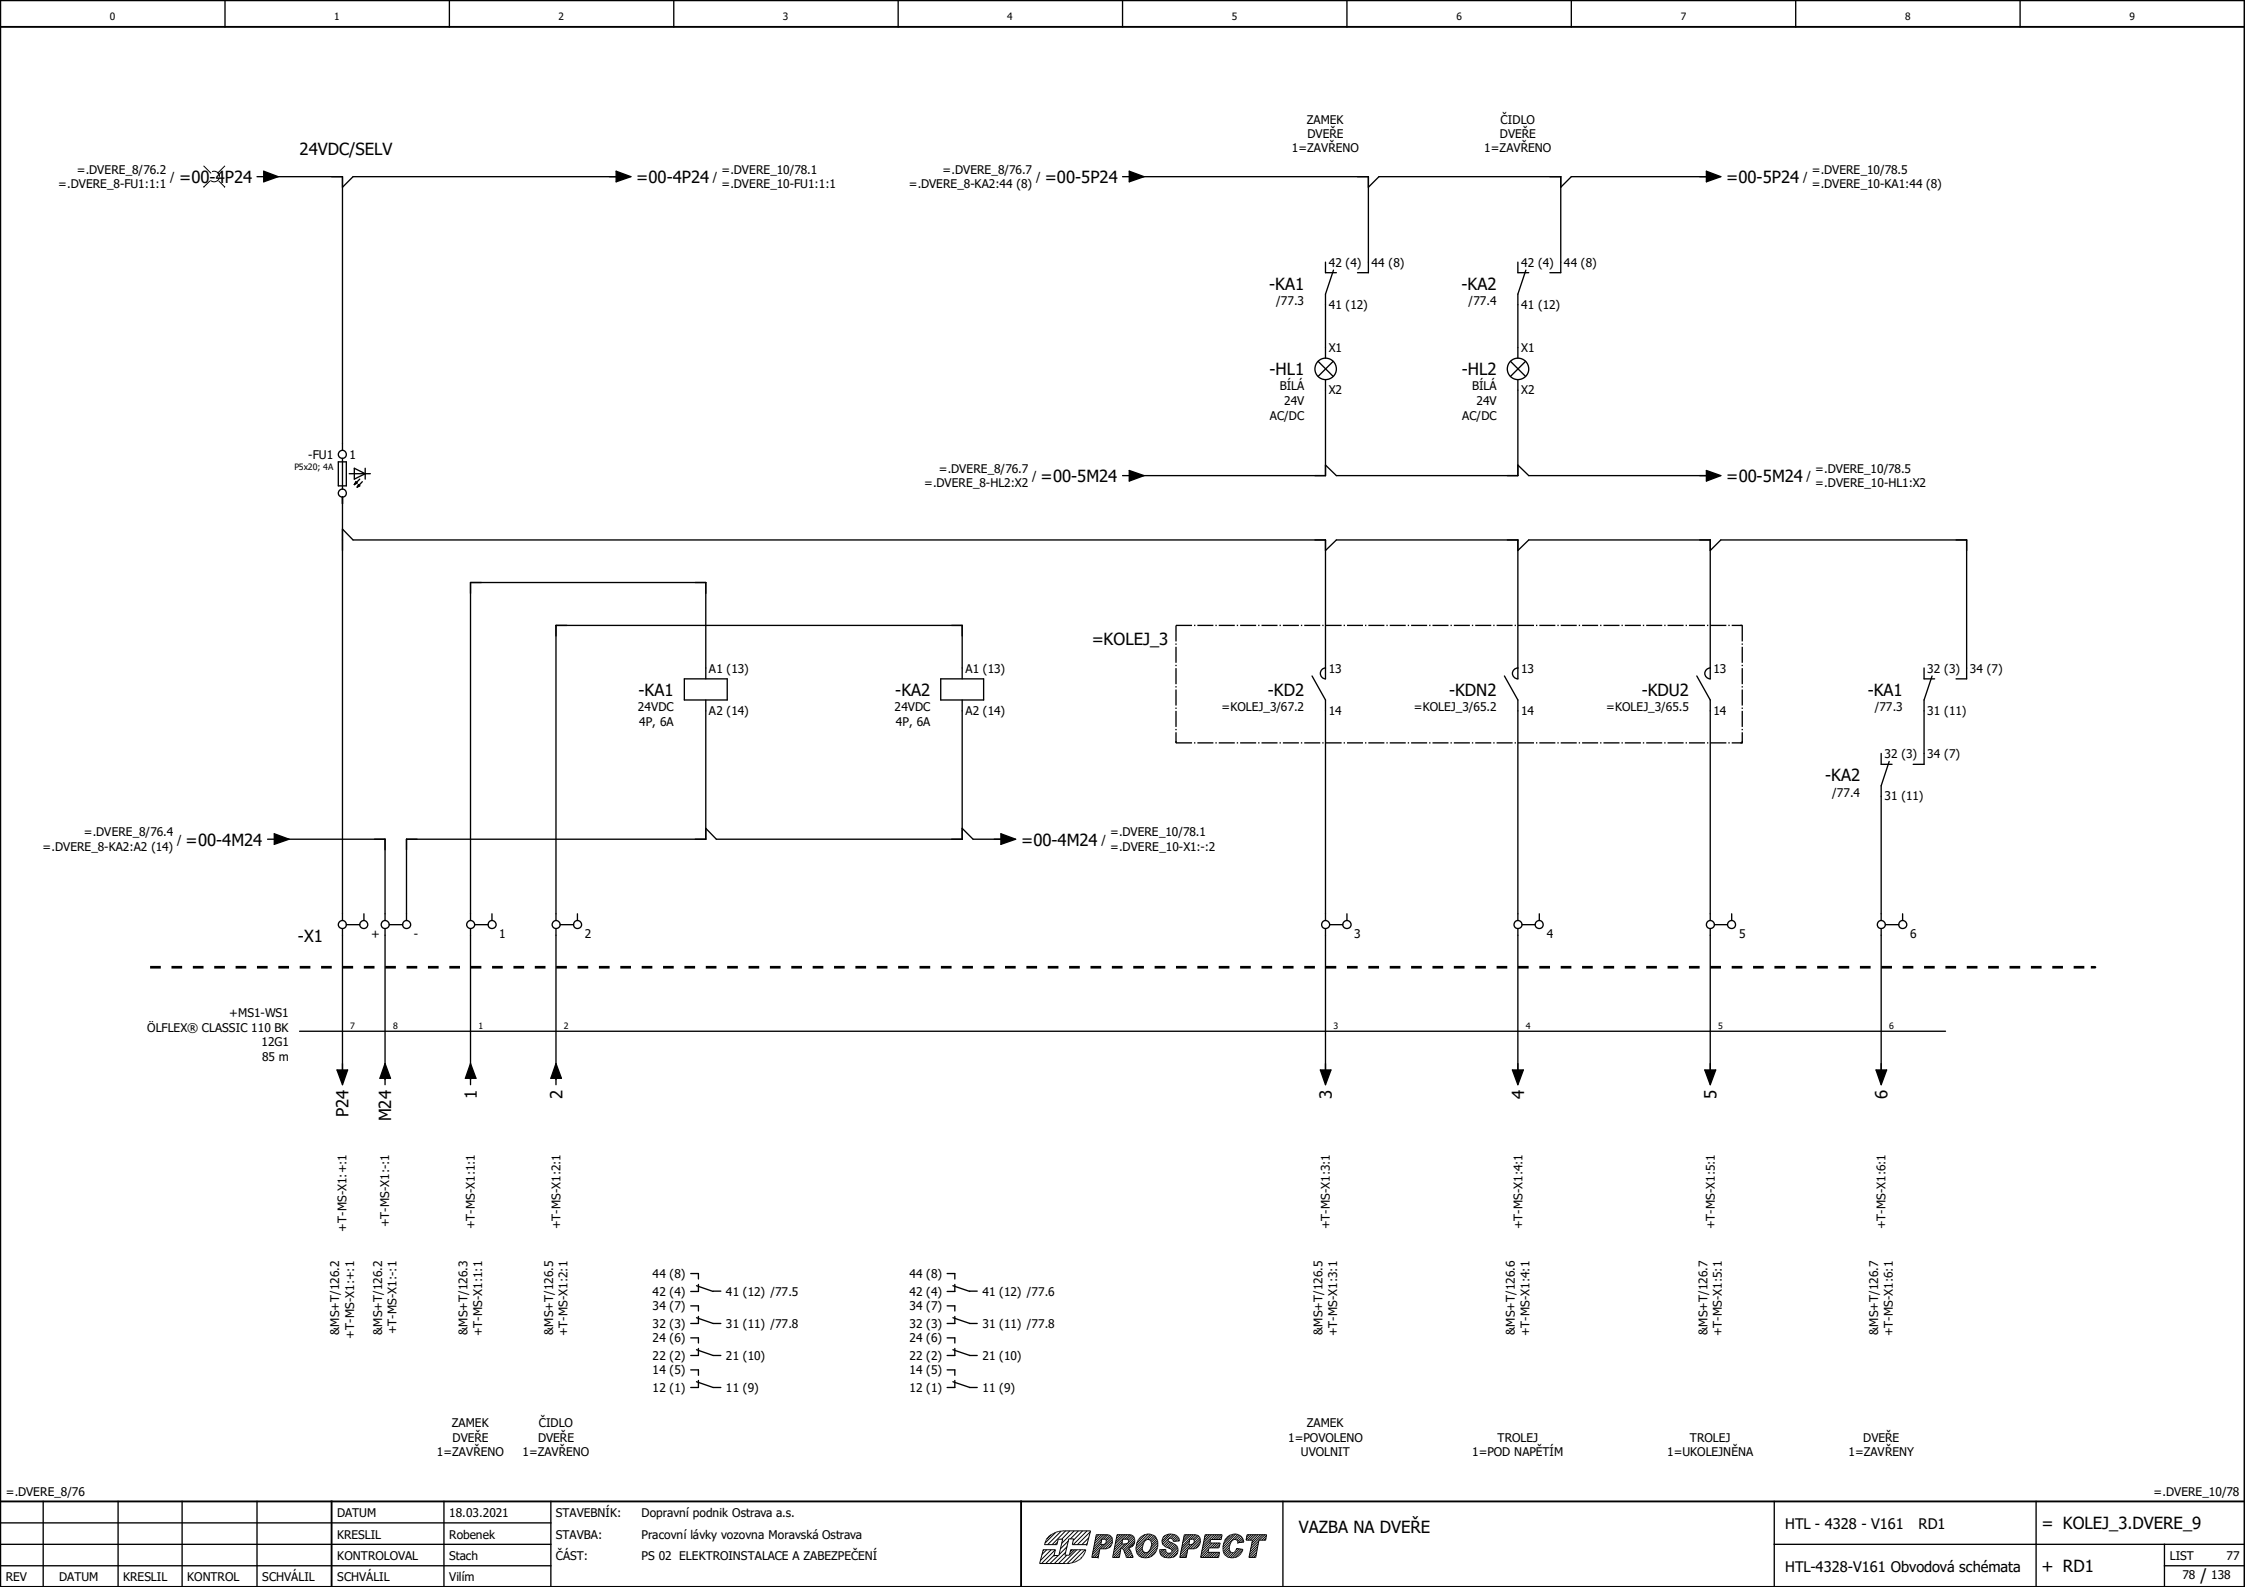 0 1 2 3 4 5 6 7 8 9
24VDC/SELV
=.DVERE_8/76.2
=.DVERE_8-FU1:1:1 / =00-4P24
=00-4P24 / =.DVERE_10/78.1
=.DVERE_10-FU1:1:1
ZAMEK
DVEŘE
1=ZAVŘENO
ČIDLO
DVEŘE
1=ZAVŘENO
=.DVERE_8/76.7
=.DVERE_8-KA2:44 (8) / =00-5P24
=00-5P24 / =.DVERE_10/78.5
=.DVERE_10-KA1:44 (8)
42 (4) 44 (8)
-KA1
/77.3
41 (12)
42 (4) 44 (8)
-KA2
/77.4
41 (12)
X1
-HL1
BÍLÁ
24V
AC/DC
X2
X1
-HL2
BÍLÁ
24V
AC/DC
X2
-FU1 1
P5x20; 4A
=.DVERE_8/76.7
=.DVERE_8-HL2:X2 / =00-5M24
=00-5M24 / =.DVERE_10/78.5
=.DVERE_10-HL1:X2
A1 (13)
-KA1
24VDC
4P, 6A
A2 (14)
A1 (13)
-KA2
24VDC
4P, 6A
A2 (14)
=KOLEJ_3
13
-KD2
=KOLEJ_3/67.2
14
13
-KDN2
=KOLEJ_3/65.2
14
13
-KDU2
=KOLEJ_3/65.5
14
32 (3) 34 (7)
-KA1
/77.3
31 (11)
32 (3) 34 (7)
-KA2
/77.4
31 (11)
=.DVERE_8/76.4
=.DVERE_8-KA2:A2 (14) / =00-4M24
=00-4M24 / =.DVERE_10/78.1
=.DVERE_10-X1:-:2
-X1 + - 1 2 3 4 5 6
+MS1-WS1
ÖLFLEX® CLASSIC 110 BK
12G1
85 m
7 8 1 2 3 4 5 6
P24 M24 1 2 3 4 5 6
+T-MS-X1:+:1
+T-MS-X1:-:1
+T-MS-X1:1:1
+T-MS-X1:2:1
+T-MS-X1:3:1
+T-MS-X1:4:1
+T-MS-X1:5:1
+T-MS-X1:6:1
&MS+T/126.2
+T-MS-X1:+:1
&MS+T/126.2
+T-MS-X1:-:1
&MS+T/126.3
+T-MS-X1:1:1
&MS+T/126.5
+T-MS-X1:2:1
&MS+T/126.5
+T-MS-X1:3:1
&MS+T/126.6
+T-MS-X1:4:1
&MS+T/126.7
+T-MS-X1:5:1
&MS+T/126.7
+T-MS-X1:6:1
44 (8)
42 (4) 41 (12) /77.5
34 (7)
32 (3) 31 (11) /77.8
24 (6)
22 (2) 21 (10)
14 (5)
12 (1) 11 (9)
44 (8)
42 (4) 41 (12) /77.6
34 (7)
32 (3) 31 (11) /77.8
24 (6)
22 (2) 21 (10)
14 (5)
12 (1) 11 (9)
ZAMEK
DVEŘE
1=ZAVŘENO
ČIDLO
DVEŘE
1=ZAVŘENO
ZAMEK
1=POVOLENO
UVOLNIT
TROLEJ
1=POD NAPĚTÍM
TROLEJ
1=UKOLEJNĚNA
DVEŘE
1=ZAVŘENY
=.DVERE_8/76
=.DVERE_10/78
DATUM 18.03.2021
KRESLIL Robenek
KONTROLOVAL Stach
REV DATUM KRESLIL KONTROL SCHVÁLIL SCHVÁLIL Vilím
STAVEBNÍK: Dopravní podnik Ostrava a.s.
STAVBA: Pracovní lávky vozovna Moravská Ostrava
ČÁST: PS 02 ELEKTROINSTALACE A ZABEZPEČENÍ
PROSPECT
VAZBA NA DVEŘE
HTL - 4328 - V161 RD1
= KOLEJ_3.DVERE_9
HTL-4328-V161 Obvodová schémata
+ RD1
LIST 77
78 / 138